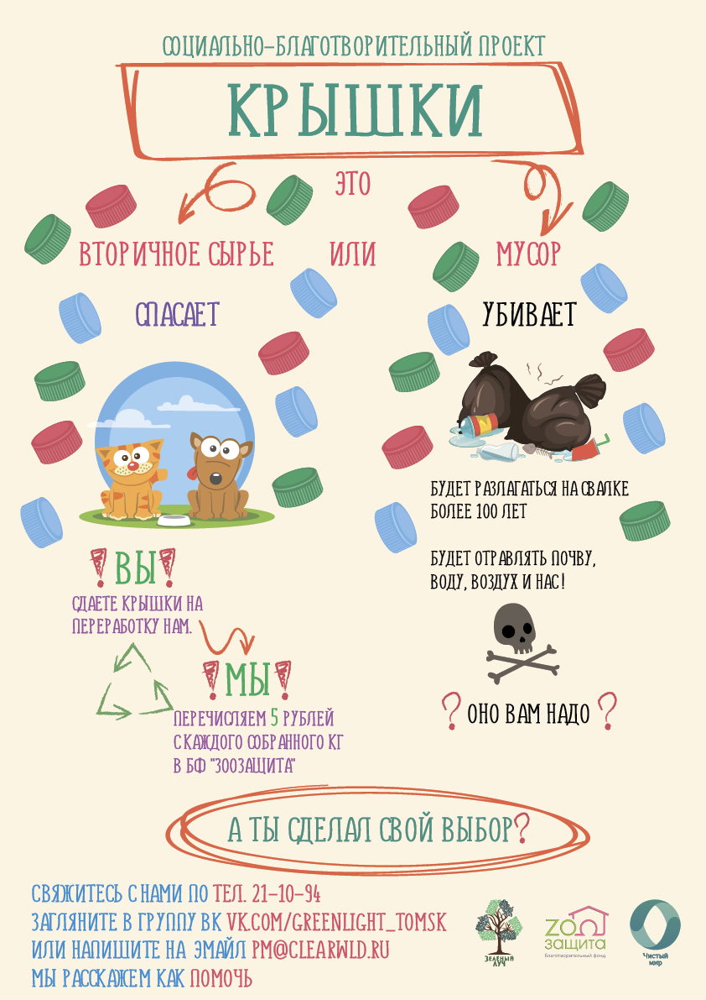 СОЦИАЛЬНО-БЛАГОТВОРИТЕЛЬНЫЙ ПРОЕКТ
КРЫШКИ
ЭТО
ВТОРИЧНОЕ СЫРЬЕ ИЛИ МУСОР
СПАСАЕТ
УБИВАЕТ
БУДЕТ РАЗЛАГАТЬСЯ НА СВАЛКЕ
БОЛЕЕ 100 ЛЕТ
БУДЕТ ОТРАВЛЯТЬ ПОЧВУ,
ВОДУ, ВОЗДУХ И НАС!
! ВЫ !
СДАЕТЕ КРЫШКИ НА
ПЕРЕРАБОТКУ НАМ.
! МЫ !
ПЕРЕЧИСЛЯЕМ 5 РУБЛЕЙ
С КАЖДОГО СОБРАННОГО КГ
В БФ "ЗООЗАЩИТА"
? ОНО ВАМ НАДО ?
А ТЫ СДЕЛАЛ СВОЙ ВЫБОР?
СВЯЖИТЕСЬ С НАМИ ПО ТЕЛ. 21-10-94
ЗАГЛЯНИТЕ В ГРУППУ ВК VK.COM/GREENLIGHT_TOMSK
ИЛИ НАПИШИТЕ НА ЭМАЙЛ PM@CLEARWLD.RU
МЫ РАССКАЖЕМ КАК ПОМОЧЬ
ЗЕЛЕНЫЙ
ЛУЧ
ZOO
защита
благотворительный фонд
Чистый
мир